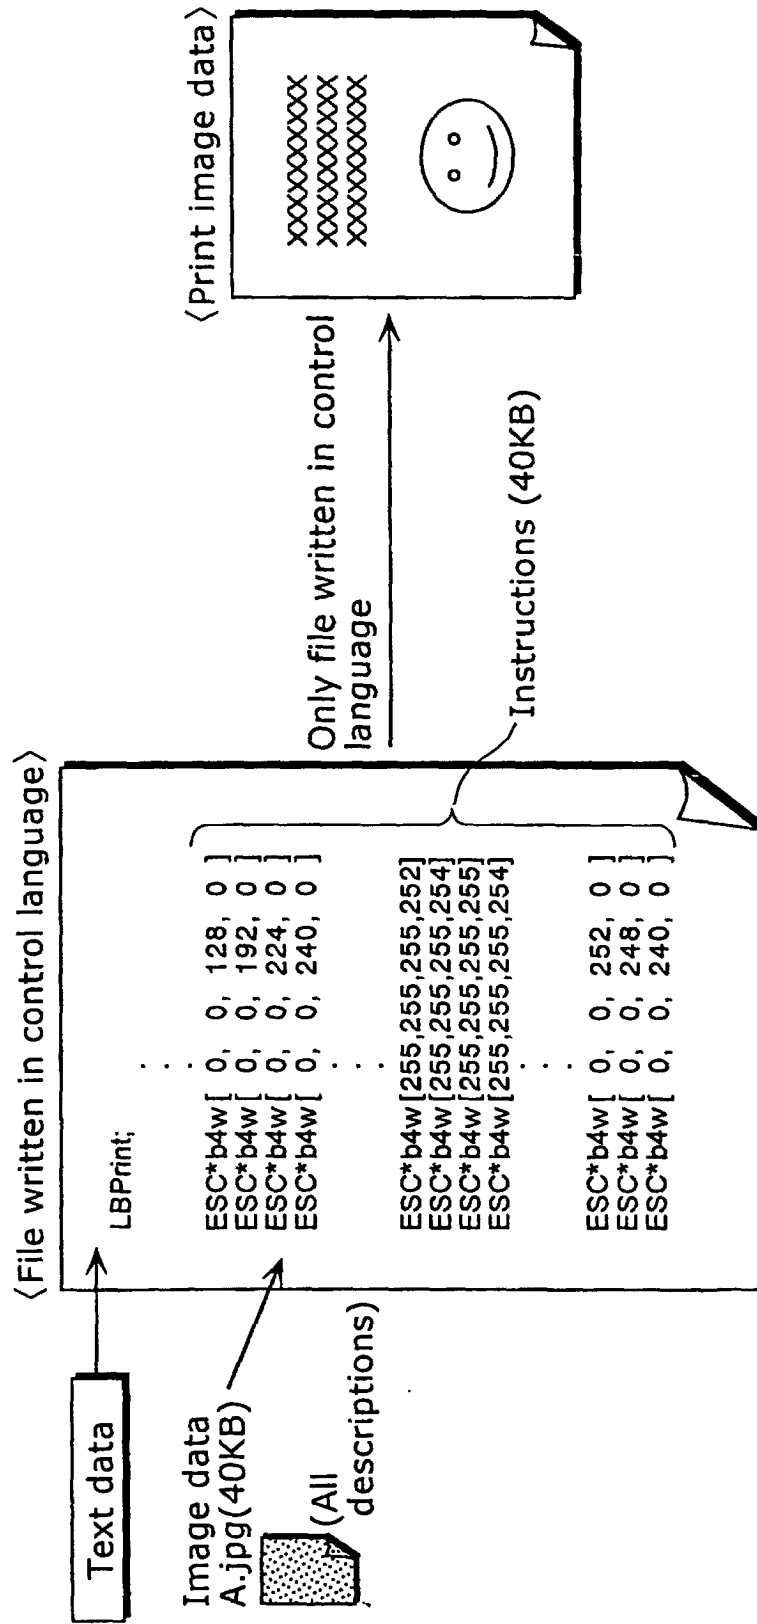 Text data
Image data
A.jpg(40KB)
(All
descriptions)
〈File written in control language〉
LBPrint;
. . .
ESC*b4w[ 0, 0, 128, 0 ]
ESC*b4w[ 0, 0, 192, 0 ]
ESC*b4w[ 0, 0, 224, 0 ]
ESC*b4w[ 0, 0, 240, 0 ]
. . . .
ESC*b4w[255,255,255,252]
ESC*b4w[255,255,255,254]
ESC*b4w[255,255,255,255]
ESC*b4w[255,255,255,254]
. . .
ESC*b4w[ 0, 0, 252, 0 ]
ESC*b4w[ 0, 0, 248, 0 ]
ESC*b4w[ 0, 0, 240, 0 ]
Instructions (40KB)
Only file written in control
language
〈Print image data〉
XXXXXXXXXX
XXXXXXXXXX
XXXXXXXXXX